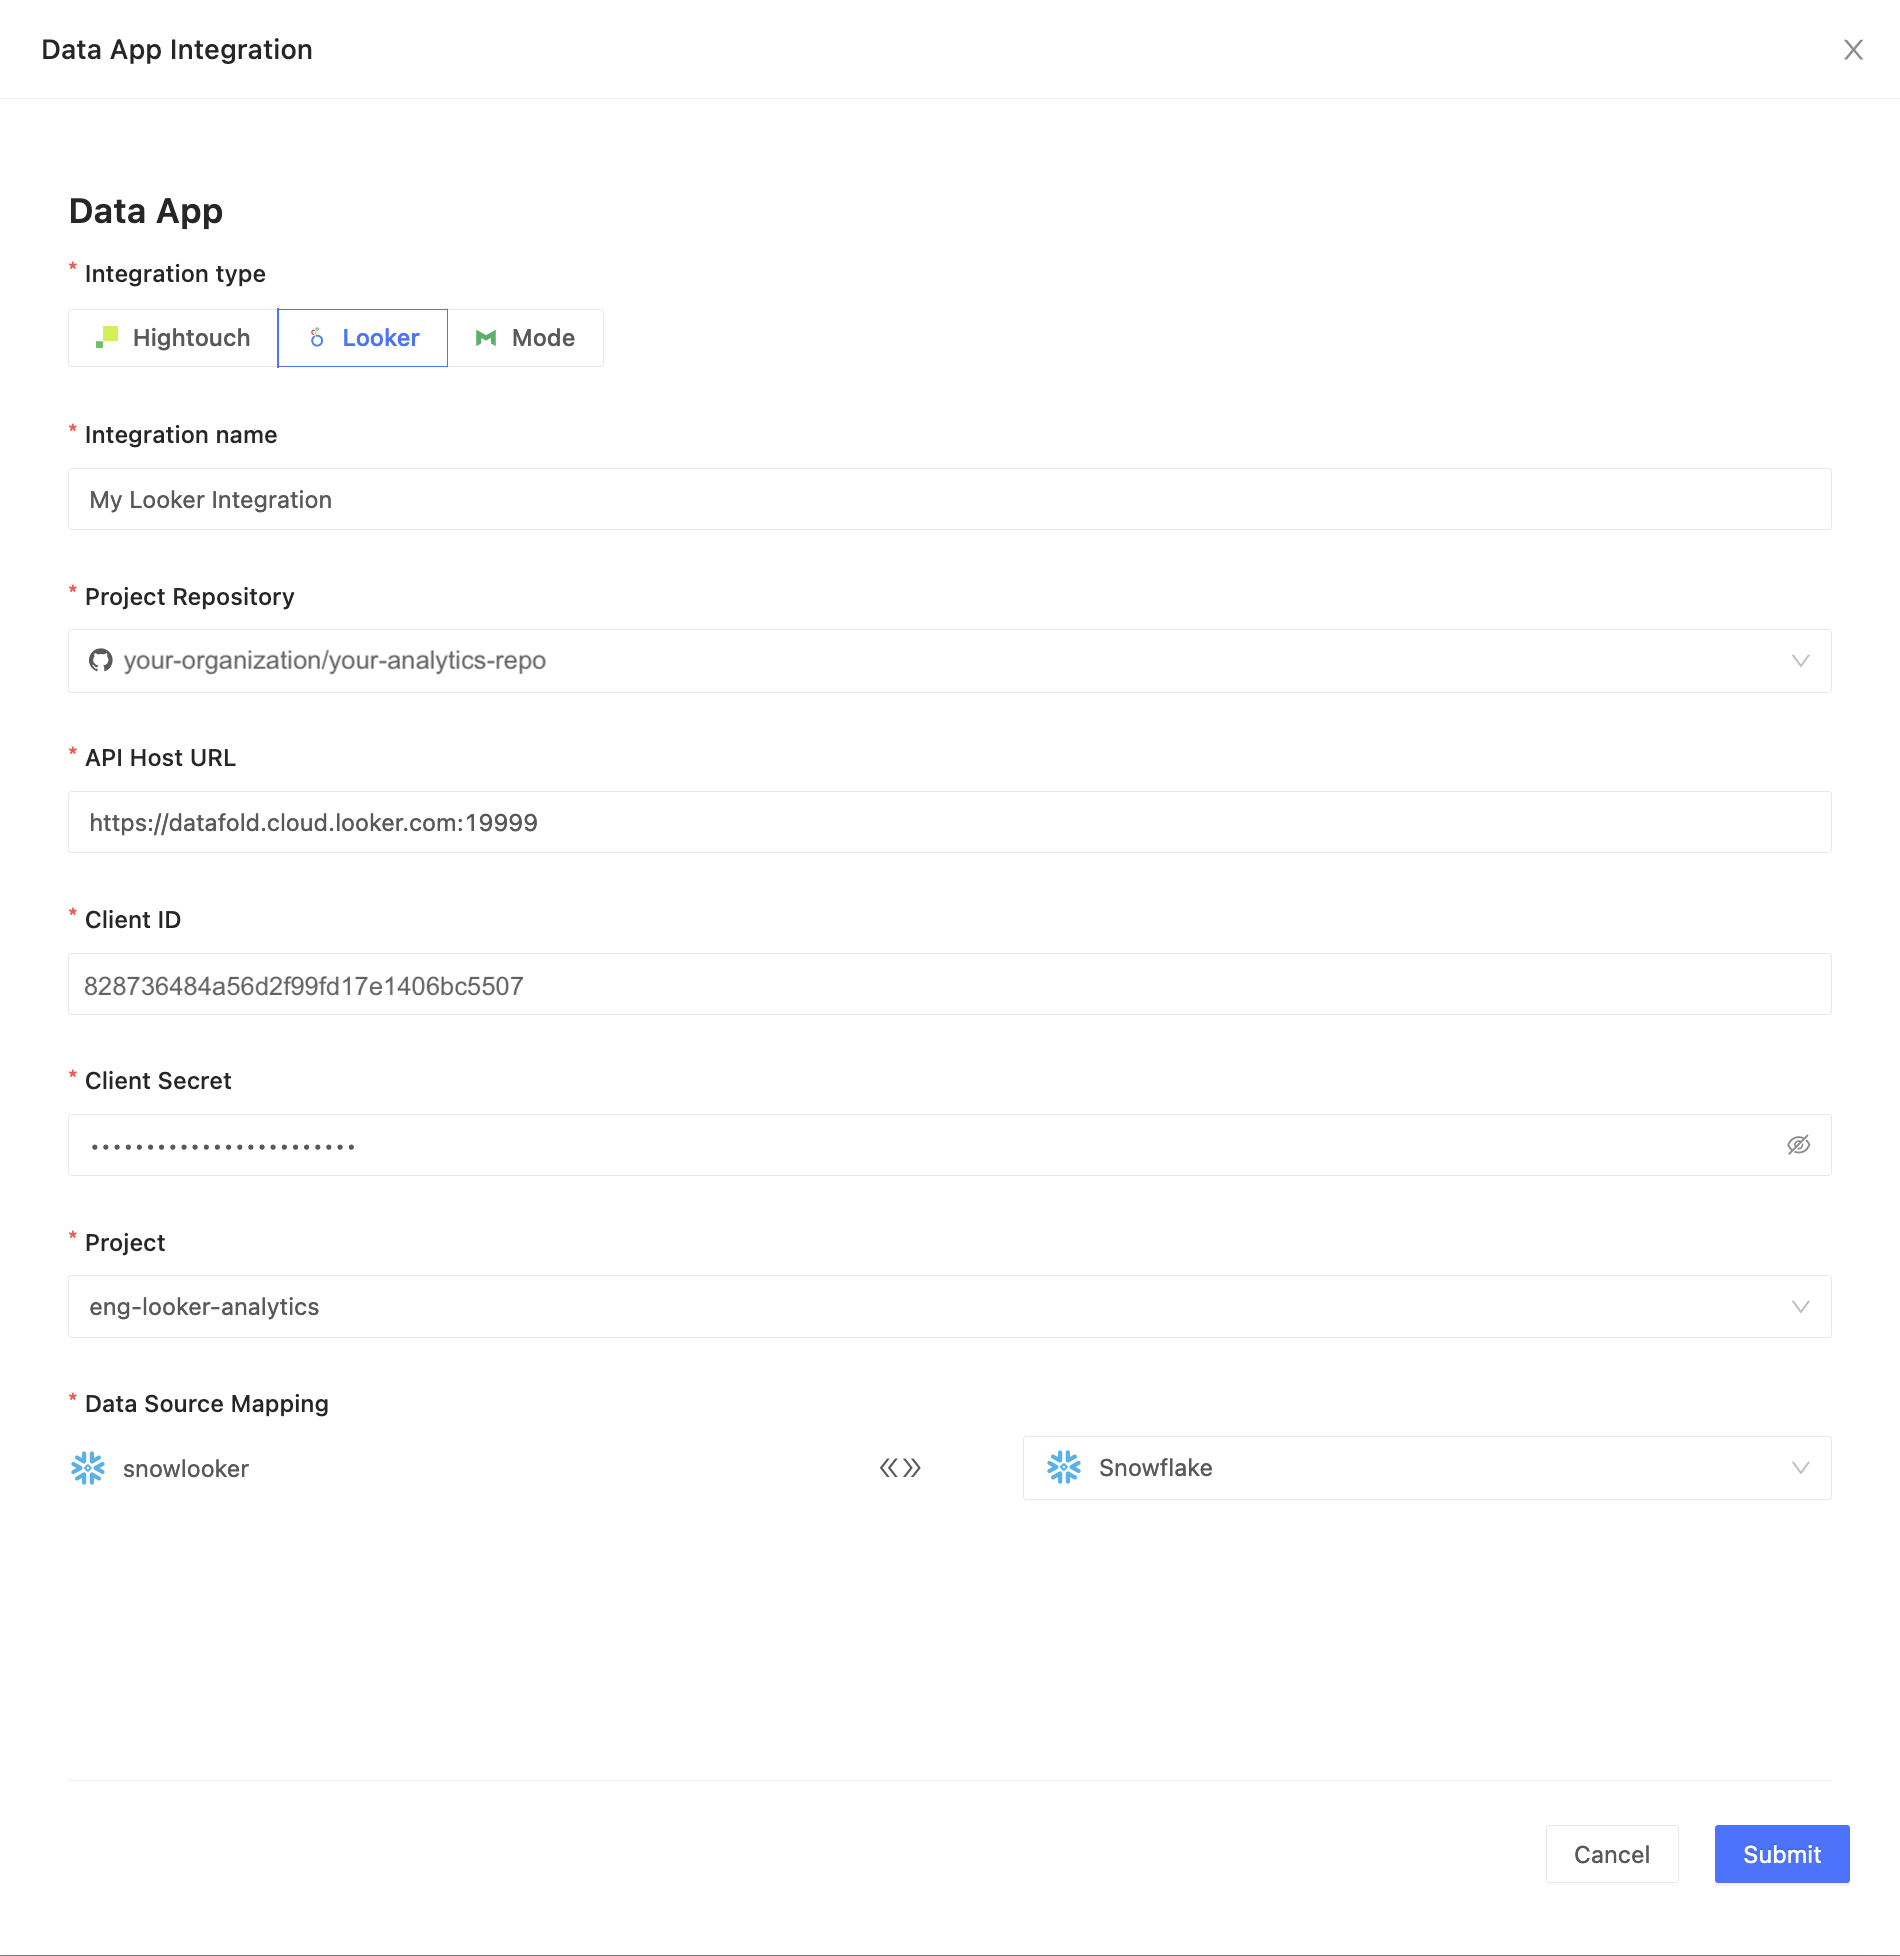 Data App Integration
Data App
* Integration type
Hightouch Looker Mode
* Integration name
My Looker Integration
* Project Repository
your-organization/your-analytics-repo
* API Host URL
https://datafold.cloud.looker.com:19999
* Client ID
828736484a56d2f99fd17e1406bc5507
* Client Secret
••••••••••••••••••••••••
* Project
eng-looker-analytics
* Data Source Mapping
snowlooker Snowflake
Cancel Submit